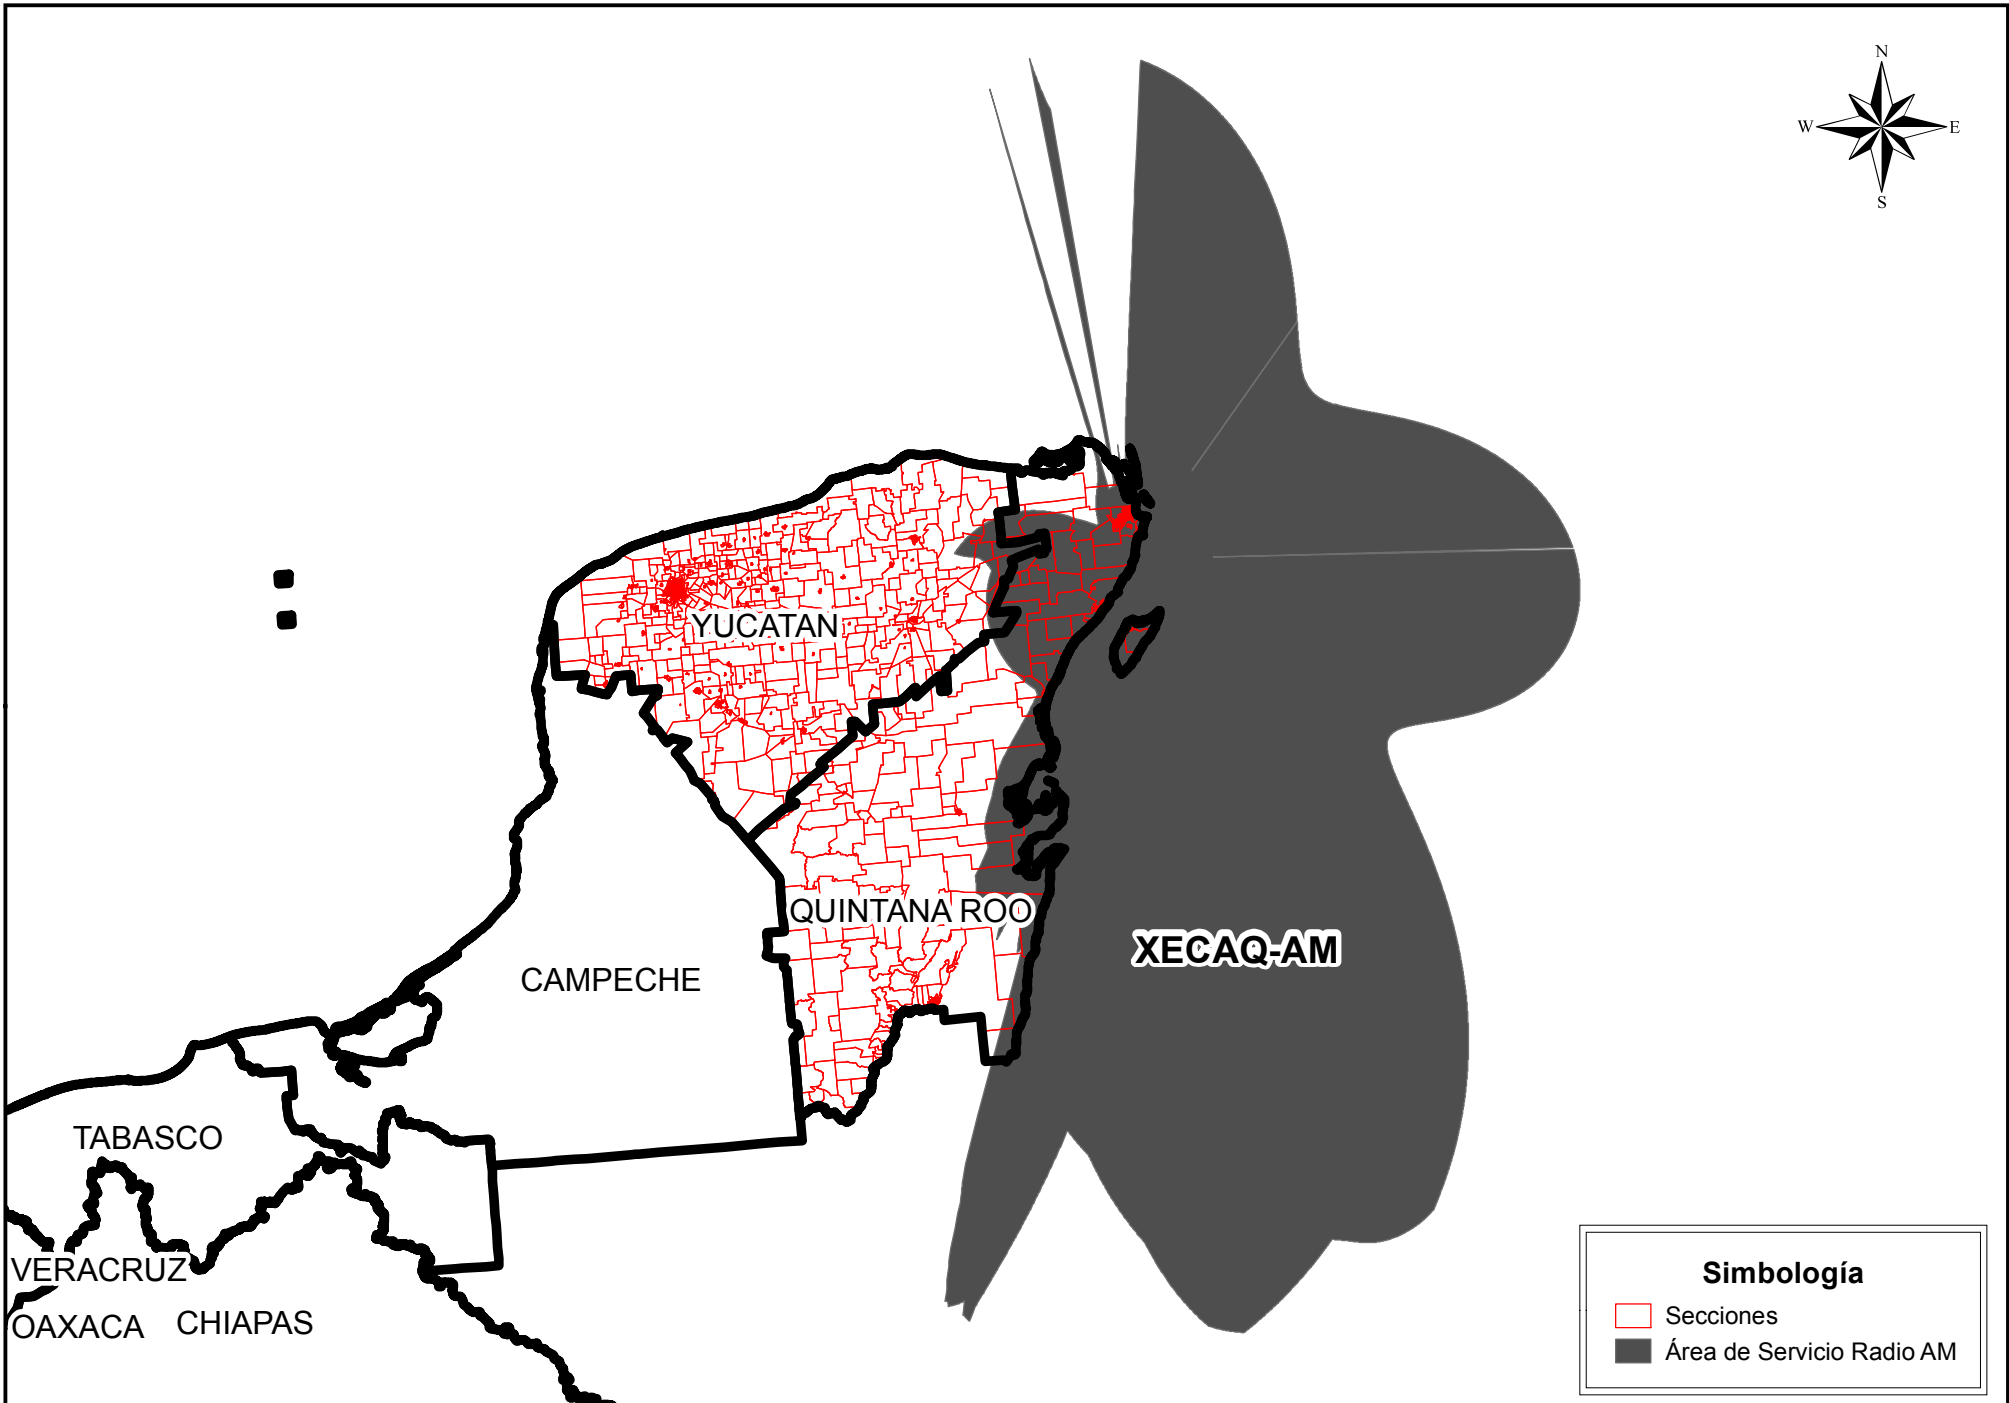 N
W E
S
YUCATAN
QUINTANA ROO
XECAQ-AM
CAMPECHE
TABASCO
VERACRUZ
OAXACA CHIAPAS
Simbología
Secciones
Área de Servicio Radio AM